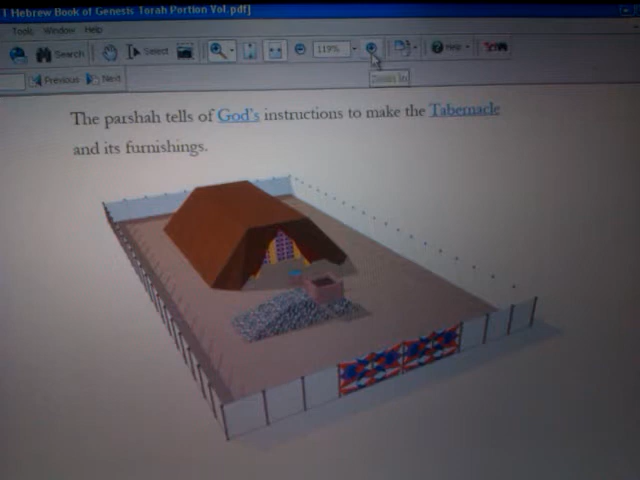 T Hebrew Book of Genesis Torah Portion Vol.pdf]
Tools Window Help
Search Select 119% Help
Zoom In
Previous Next
The parshah tells of God's instructions to make the Tabernacle
and its furnishings.